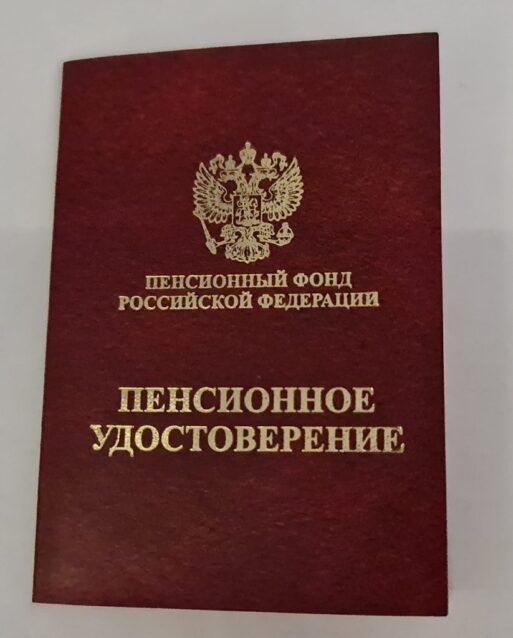 ПЕНСИОННЫЙ ФОНД
РОССИЙСКОЙ ФЕДЕРАЦИИ
ПЕНСИОННОЕ
УДОСТОВЕРЕНИЕ